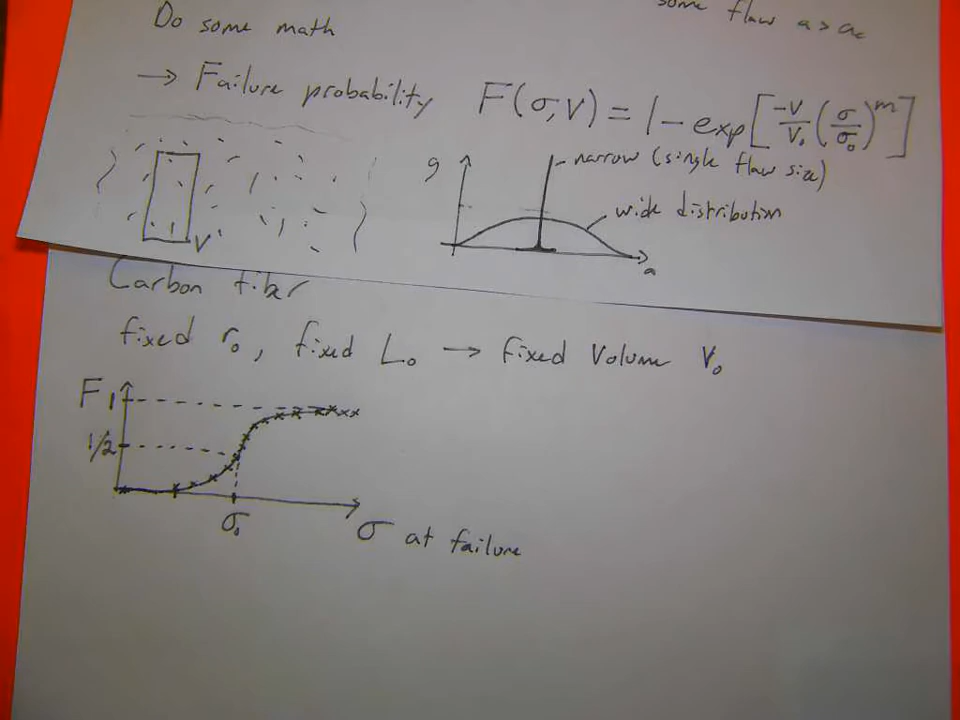 some flaw a > ac
Do some math
→ Failure probability F(σ,V) = 1 - exp[-V/V₀ (σ/σ₀)^m]
g
narrow (single flaw size)
wide distribution
V
a
Carbon fiber
fixed r₀, fixed L₀ → fixed Volume V₀
F
1
1/2
σ₀
σ at failure